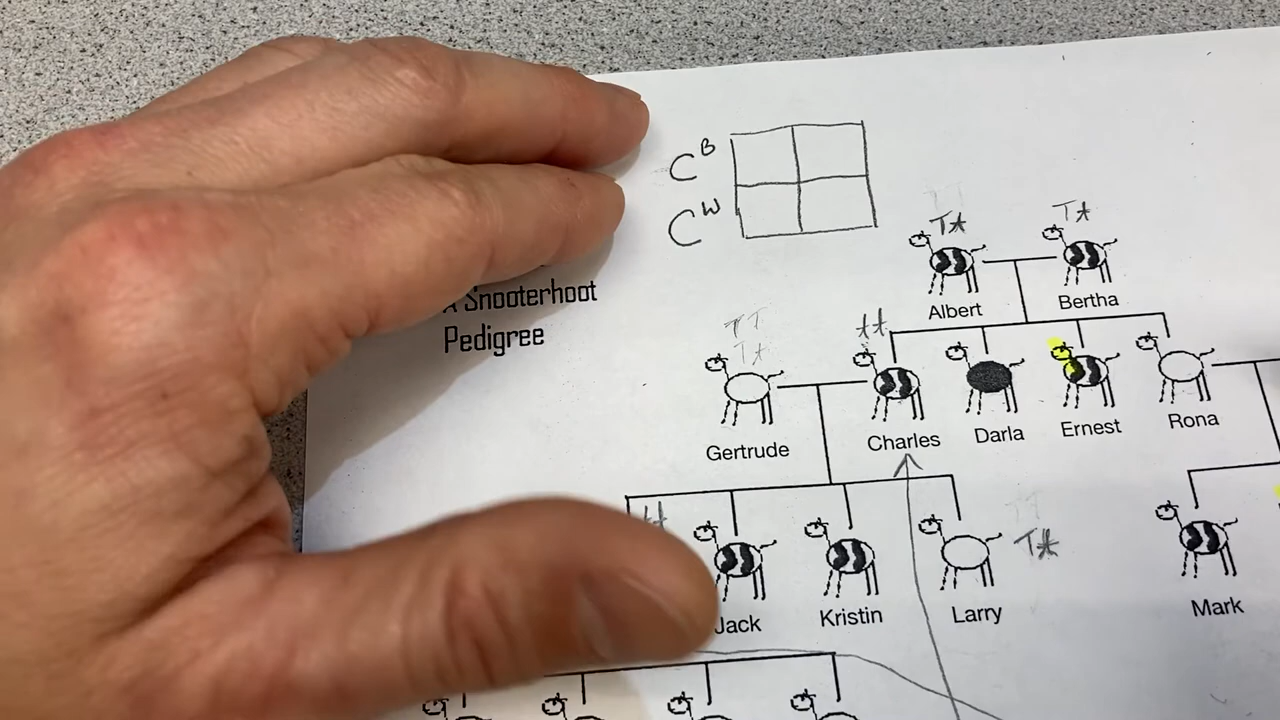 C^B
C^W
Snooterhoot
Pedigree
Tt
Tt
Albert
Bertha
TT
Tt
tt
Gertrude
Charles
Darla
Ernest
Rona
tt
Tt
Jack
Kristin
Larry
Mark